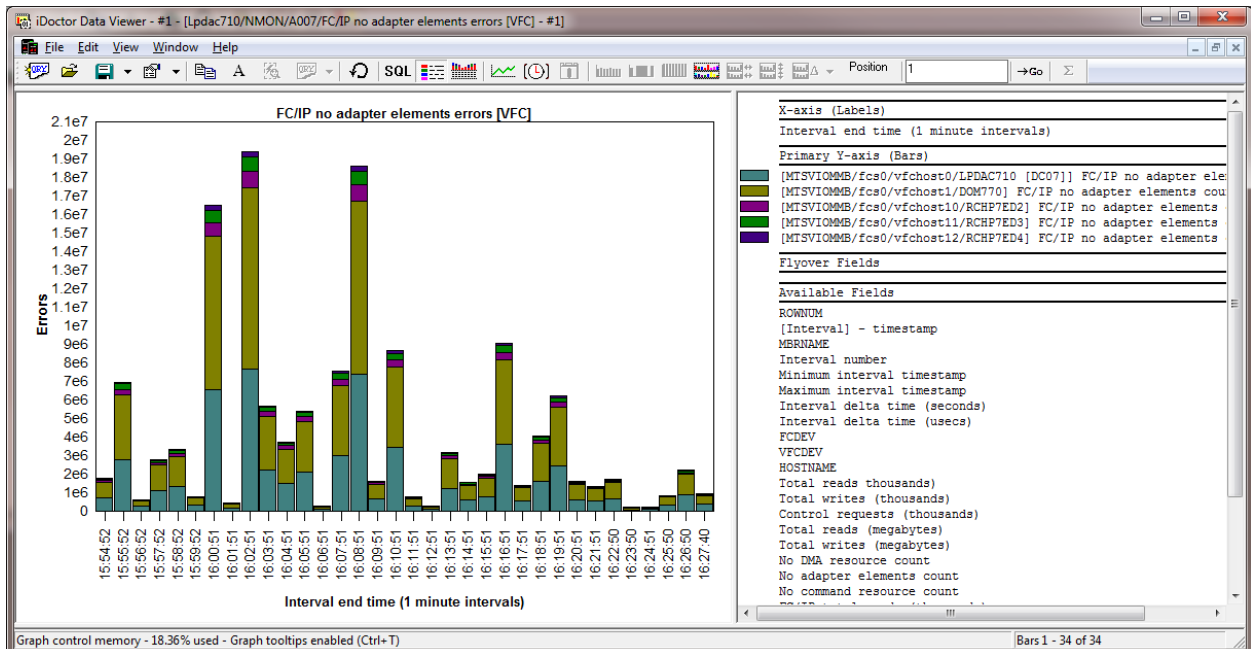 iDoctor Data Viewer - #1 - [Lpdac710/NMON/A007/FC/IP no adapter elements errors [VFC] - #1]
File Edit View Window Help
QRY A QRY SQL Position 1 Go Σ
FC/IP no adapter elements errors [VFC]
2.1e7
2e7
1.9e7
1.8e7
1.7e7
1.6e7
1.5e7
1.4e7
1.3e7
1.2e7
1.1e7
1e7
9e6
8e6
7e6
6e6
5e6
4e6
3e6
2e6
1e6
0
Errors
15:54:52
15:55:52
15:56:52
15:57:52
15:58:52
15:59:52
16:00:51
16:01:51
16:02:51
16:03:51
16:04:51
16:05:51
16:06:51
16:07:51
16:08:51
16:09:51
16:10:51
16:11:51
16:12:51
16:13:51
16:14:51
16:15:51
16:16:51
16:17:51
16:18:51
16:19:51
16:20:51
16:21:51
16:22:50
16:23:50
16:24:51
16:25:50
16:26:50
16:27:40
Interval end time (1 minute intervals)
X-axis (Labels)
Interval end time (1 minute intervals)
Primary Y-axis (Bars)
[MTSVIOMMB/fcs0/vfchost0/LPDAC710 [DC07]] FC/IP no adapter ele
[MTSVIOMMB/fcs0/vfchost1/DOM770] FC/IP no adapter elements cou
[MTSVIOMMB/fcs0/vfchost10/RCHP7ED2] FC/IP no adapter elements
[MTSVIOMMB/fcs0/vfchost11/RCHP7ED3] FC/IP no adapter elements
[MTSVIOMMB/fcs0/vfchost12/RCHP7ED4] FC/IP no adapter elements
Flyover Fields
Available Fields
ROWNUM
[Interval] - timestamp
MBRNAME
Interval number
Minimum interval timestamp
Maximum interval timestamp
Interval delta time (seconds)
Interval delta time (usecs)
FCDEV
VFCDEV
HOSTNAME
Total reads thousands)
Total writes (thousands)
Control requests (thousands)
Total reads (megabytes)
Total writes (megabytes)
No DMA resource count
No adapter elements count
No command resource count
Graph control memory - 18.36% used - Graph tooltips enabled (Ctrl+T)
Bars 1 - 34 of 34